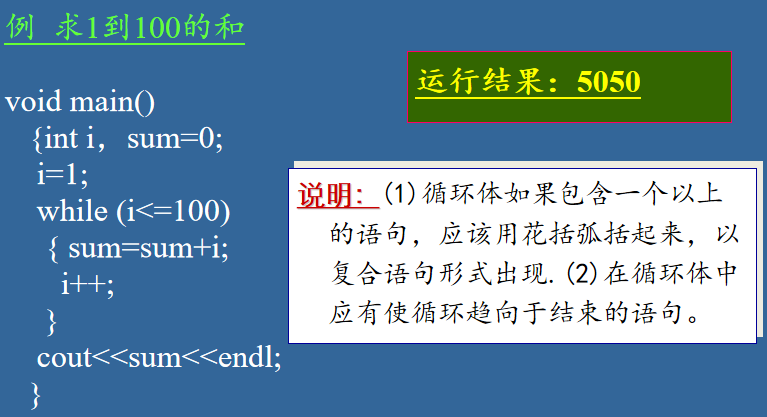 例 求1到100的和
void main()
{int i，sum=0;
i=1;
while (i<=100)
{ sum=sum+i;
i++;
}
cout<<sum<<endl;
}
运行结果：5050
说明：(1)循环体如果包含一个以上
的语句，应该用花括弧括起来，以
复合语句形式出现.(2)在循环体中
应有使循环趋向于结束的语句。